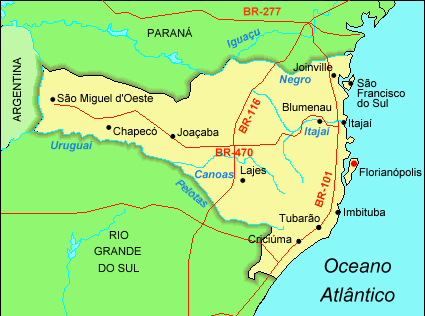 BR-277
PARANÁ
Iguaçu
ARGENTINA
Joinville
Negro
São
Francisco
do Sul
São Miguel d'Oeste
BR-116
Blumenau
Itajaí
Itajaí
Chapecó
Joaçaba
Uruguai
BR-470
Canoas
Lajes
Florianópolis
Pelotas
BR-101
Tubarão
Imbituba
Criciúma
RIO
GRANDE
DO SUL
Oceano
Atlântico